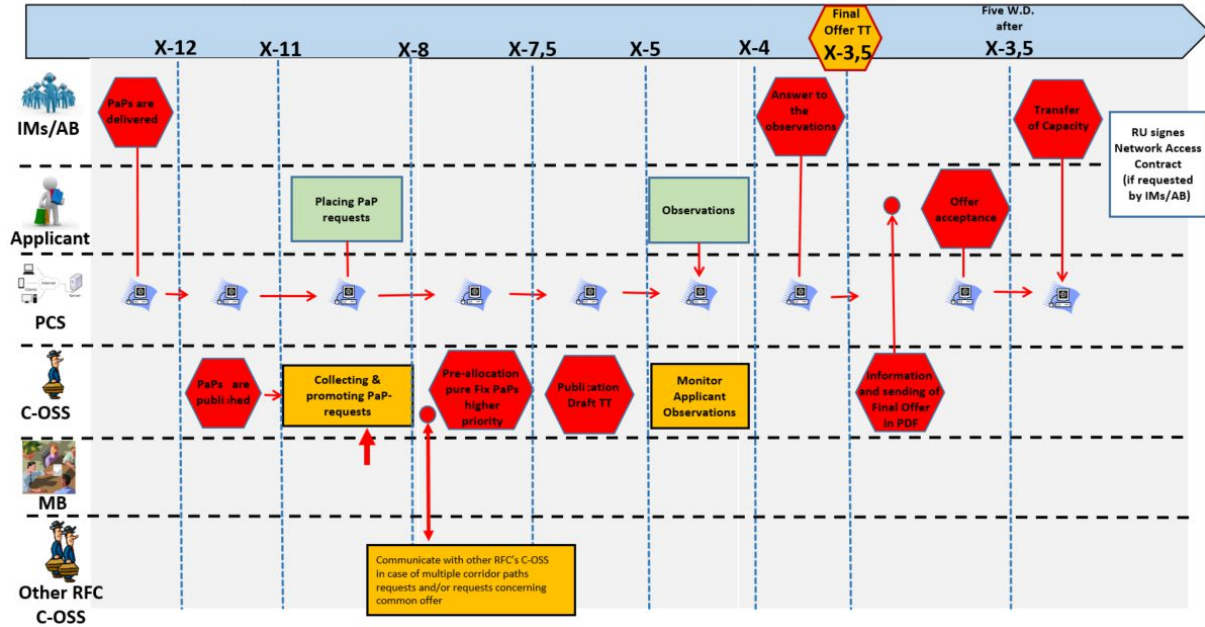 Final
Offer TT
X-3,5
Five W.D.
after
X-3,5
X-12
X-11
X-8
X-7,5
X-5
X-4
IMs/AB
PaPs are
delivered
Answer to
the
observations
Transfer
of Capacity
RU signes
Network Access
Contract
(if requested
by IMs/AB)
Applicant
Placing PaP
requests
Observations
Offer
acceptance
PCS
C-OSS
PaPs are
published
Collecting &
promoting PaP-
requests
Pre-allocation
pure Fix PaPs
higher
priority
Publication
Draft TT
Monitor
Applicant
Observations
Information
and sending of
Final Offer
in PDF
MB
Other RFC
C-OSS
Communicate with other RFC's C-OSS
in case of multiple corridor paths
requests and/or requests concerning
common offer